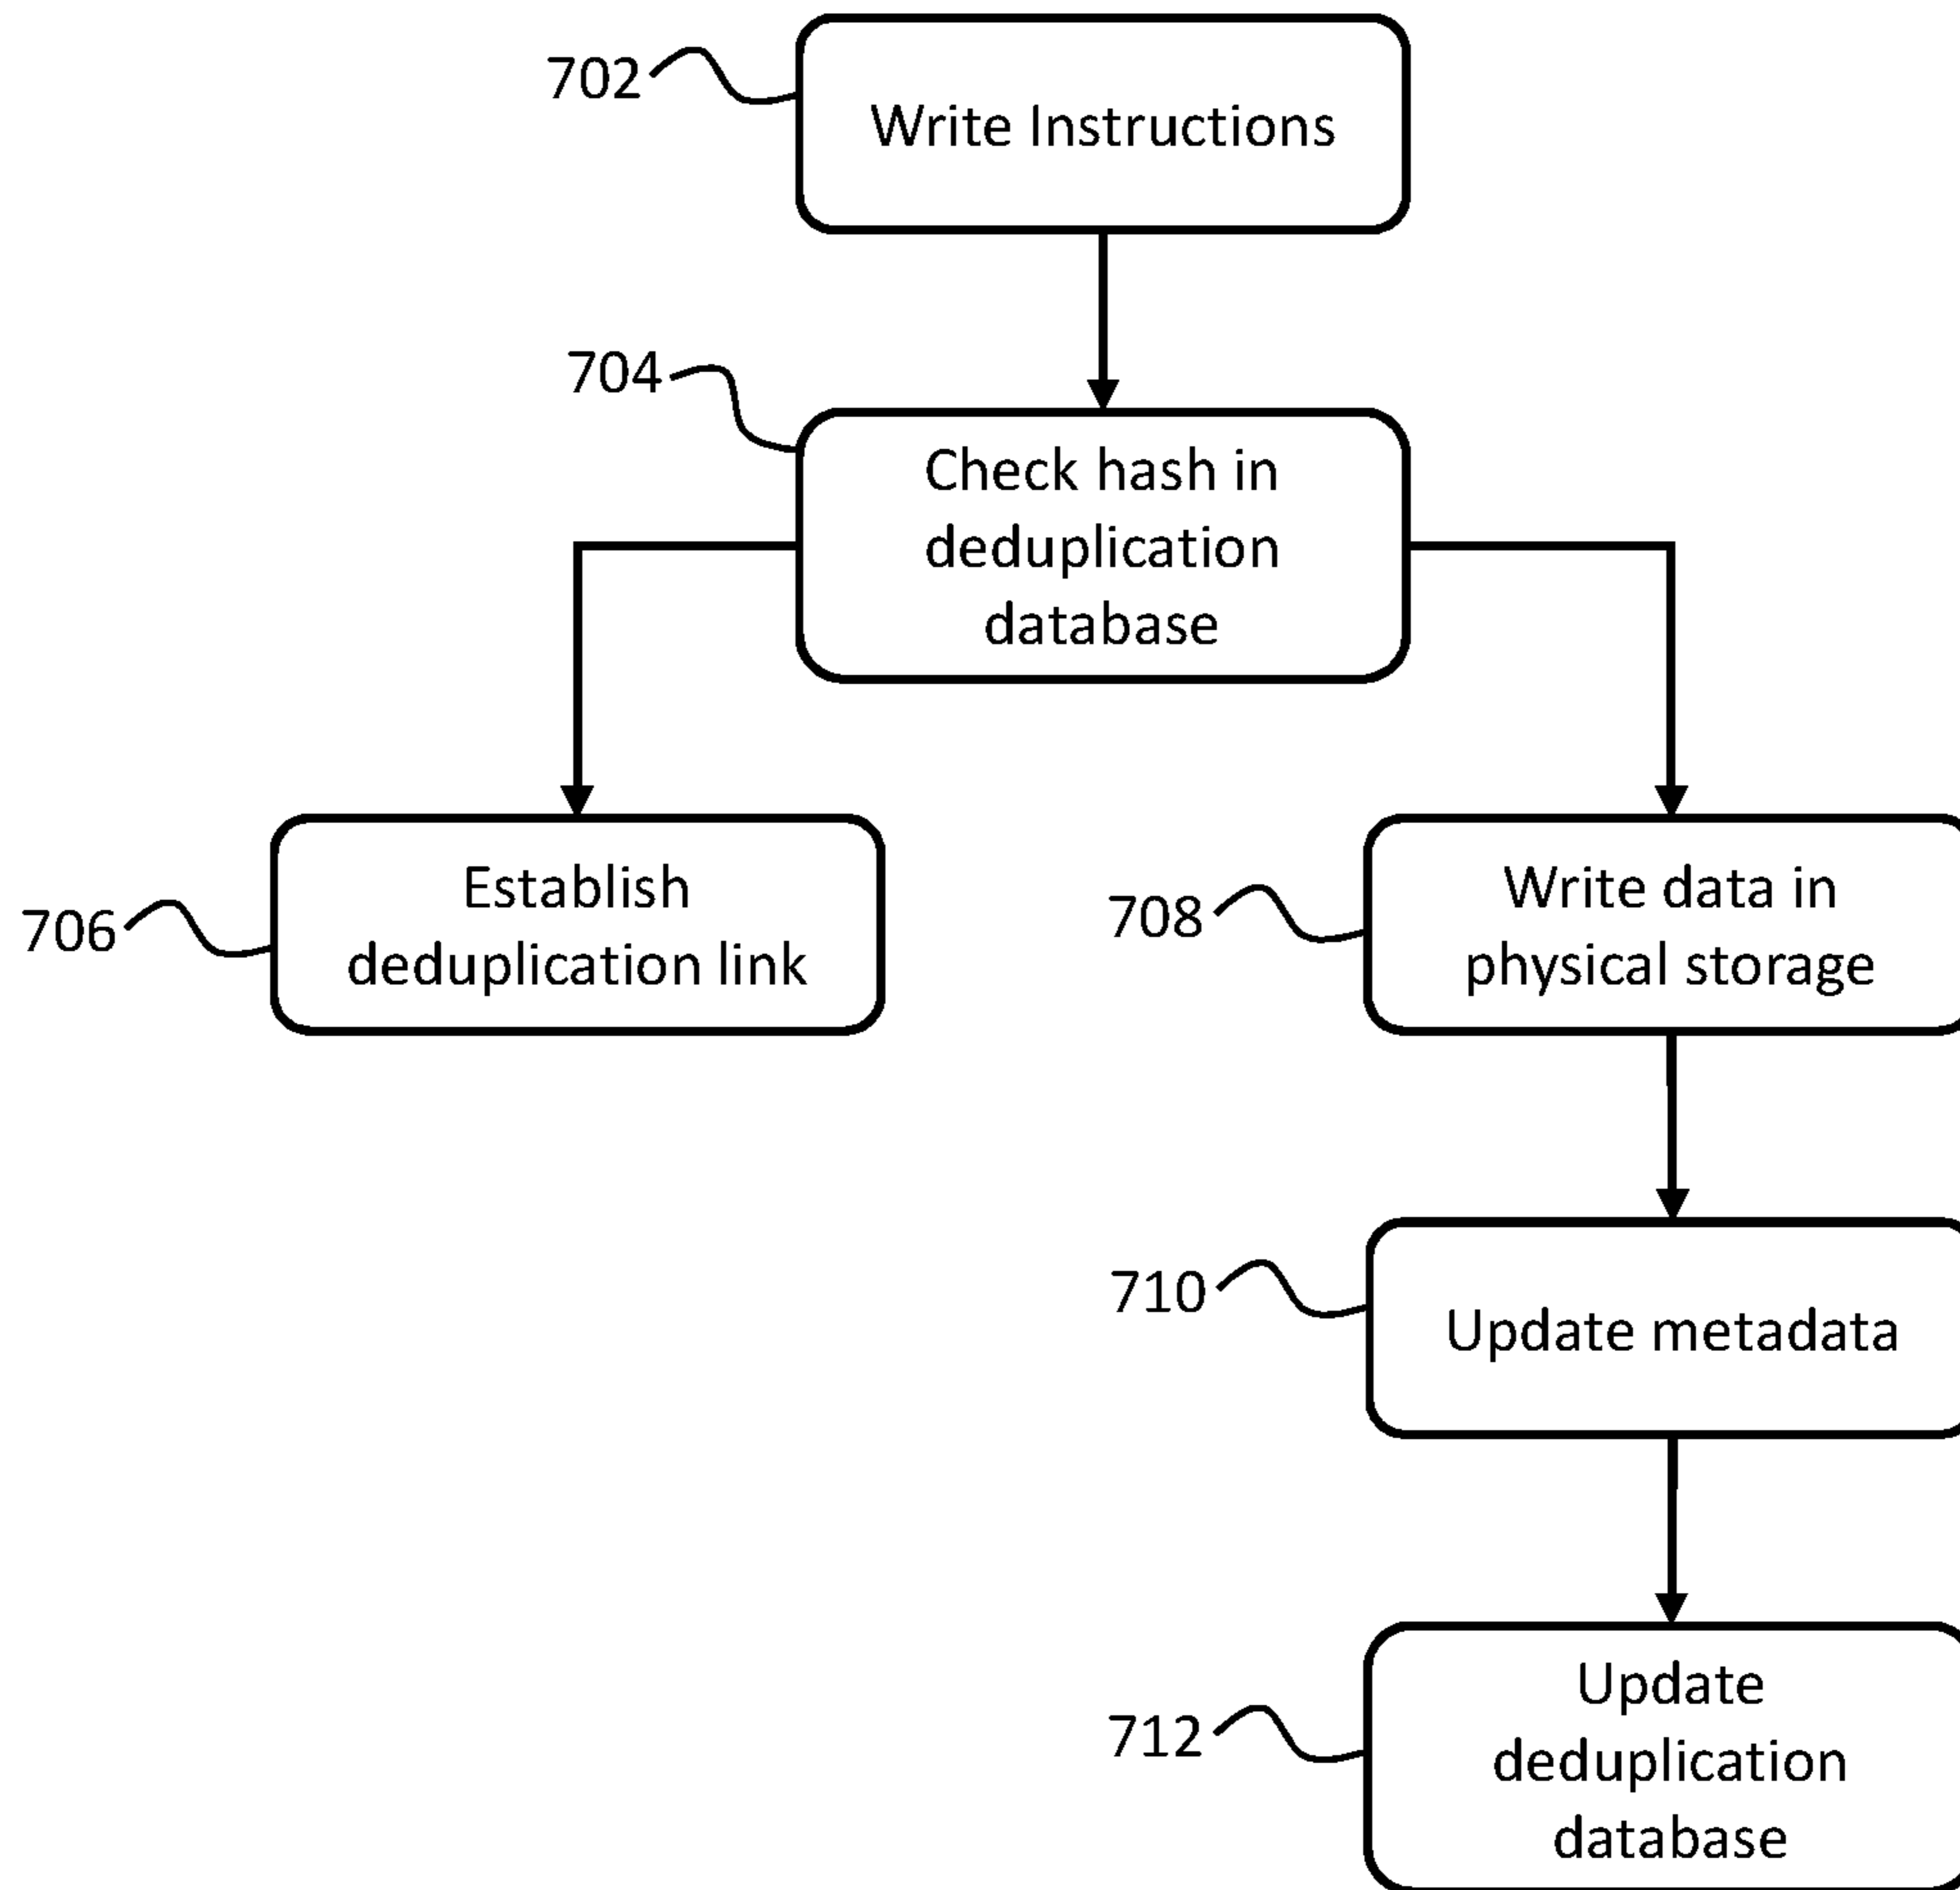 702
Write Instructions
704
Check hash in
deduplication
database
706
Establish
deduplication link
708
Write data in
physical storage
710
Update metadata
712
Update
deduplication
database